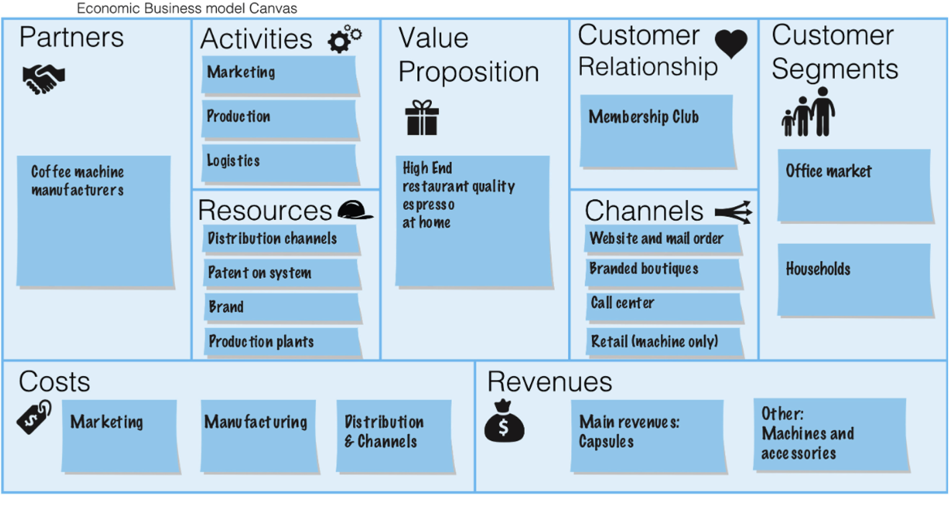 Economic Business model Canvas
Partners
Coffee machine
manufacturers
Activities
Marketing
Production
Logistics
Resources
Distribution channels
Patent on system
Brand
Production plants
Value
Proposition
High End
restaurant quality
espresso
at home
Customer
Relationship
Membership Club
Channels
Website and mail order
Branded boutiques
Call center
Retail (machine only)
Customer
Segments
Office market
Households
Costs
$
Marketing
Manufacturing
Distribution
& Channels
Revenues
$
Main revenues:
Capsules
Other:
Machines and
accessories